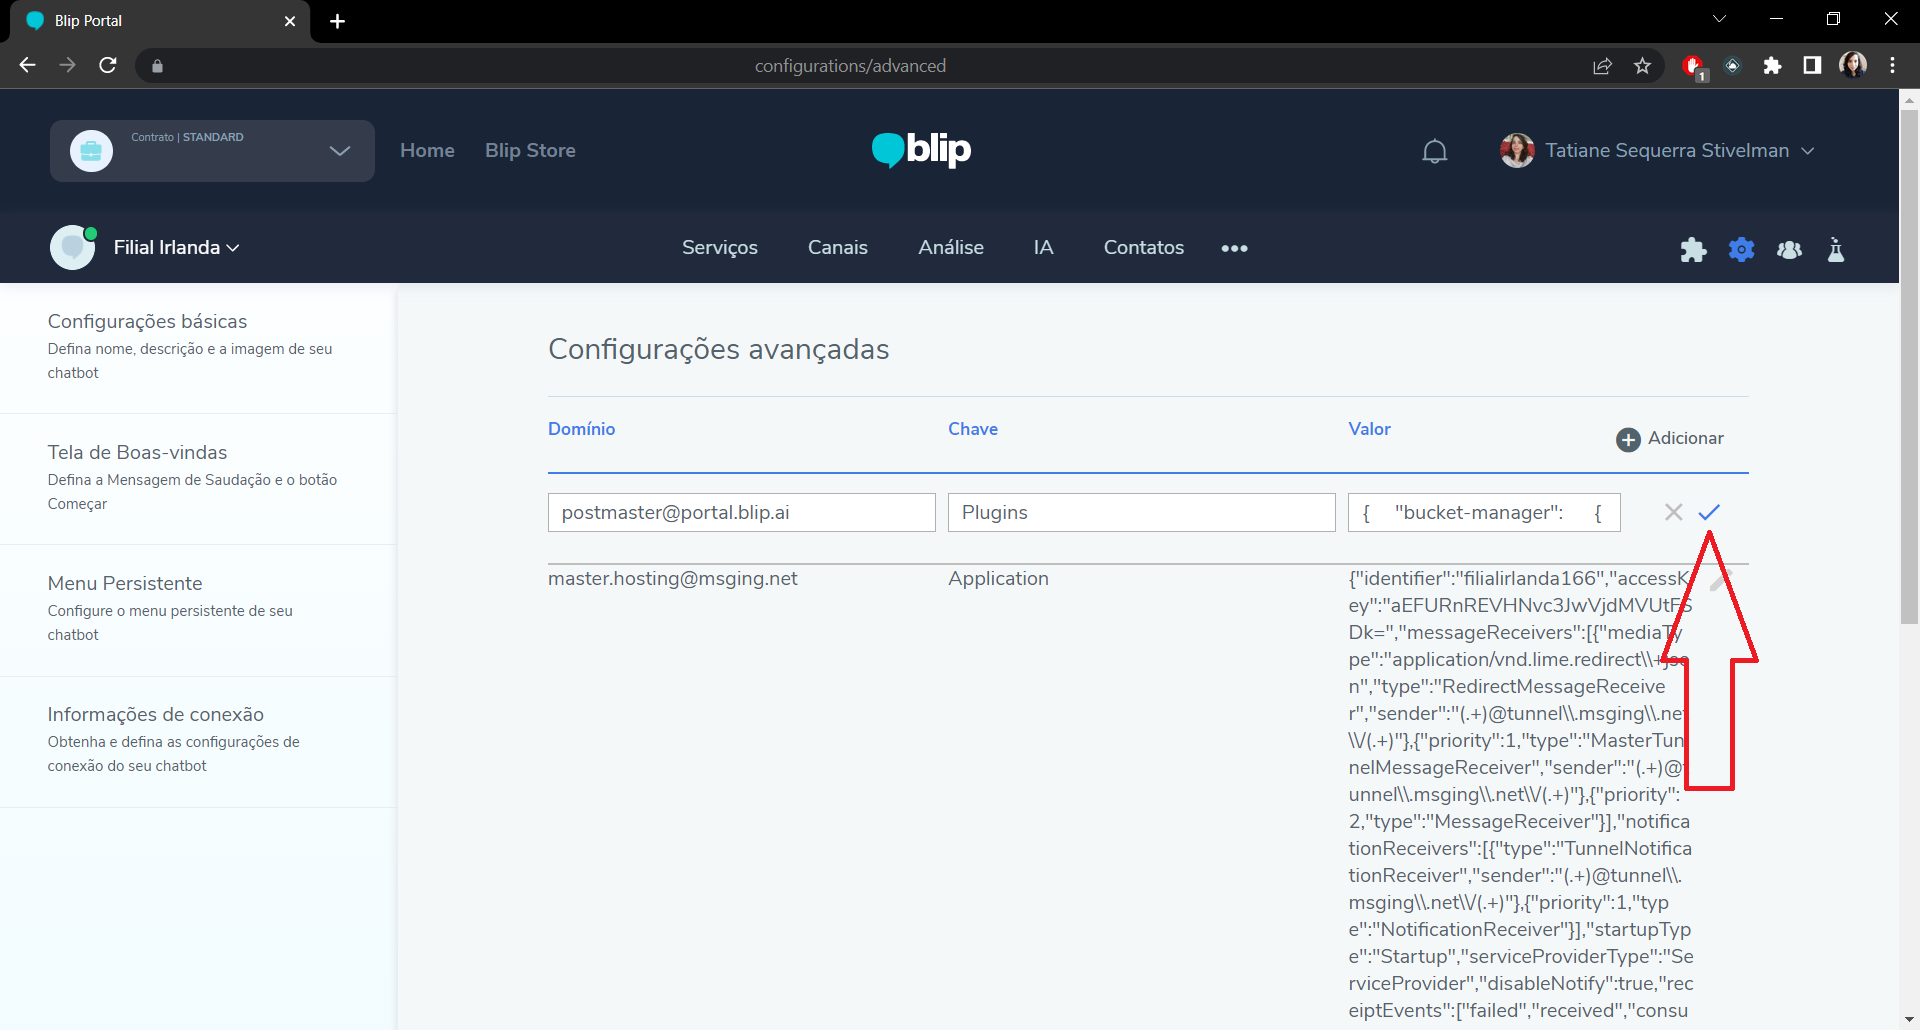 Blip Portal
configurations/advanced
1
Contrato | STANDARD
Home
Blip Store
blip
Tatiane Sequerra Stivelman
Filial Irlanda
Serviços
Canais
Análise
IA
Contatos
Configurações básicas
Defina nome, descrição e a imagem de seu
chatbot
Tela de Boas-vindas
Defina a Mensagem de Saudação e o botão
Começar
Menu Persistente
Configure o menu persistente de seu
chatbot
Informações de conexão
Obtenha e defina as configurações de
conexão do seu chatbot
Configurações avançadas
Domínio
Chave
Valor
Adicionar
postmaster@portal.blip.ai
Plugins
{ "bucket-manager": {
master.hosting@msging.net
Application
{"identifier":"filialirlanda166","accessK
ey":"aEFURnREVHNvc3JwVjdMVUtFS
Dk=","messageReceivers":[{"mediaTy
pe":"application/vnd.lime.redirect\\+jso
n","type":"RedirectMessageReceive
r","sender":"(.+)@tunnel\\.msging\\.net
\\/(.+)"},{"priority":1,"type":"MasterTun
nelMessageReceiver","sender":"(.+)@t
unnel\\.msging\\.net\\/(.+)"},{"priority":
2,"type":"MessageReceiver"}],"notifica
tionReceivers":[{"type":"TunnelNotifica
tionReceiver","sender":"(.+)@tunnel\\.
msging\\.net\\/(.+)"},{"priority":1,"typ
e":"NotificationReceiver"}],"startupTyp
e":"Startup","serviceProviderType":"Se
rviceProvider","disableNotify":true,"rec
eiptEvents":["failed","received","consu